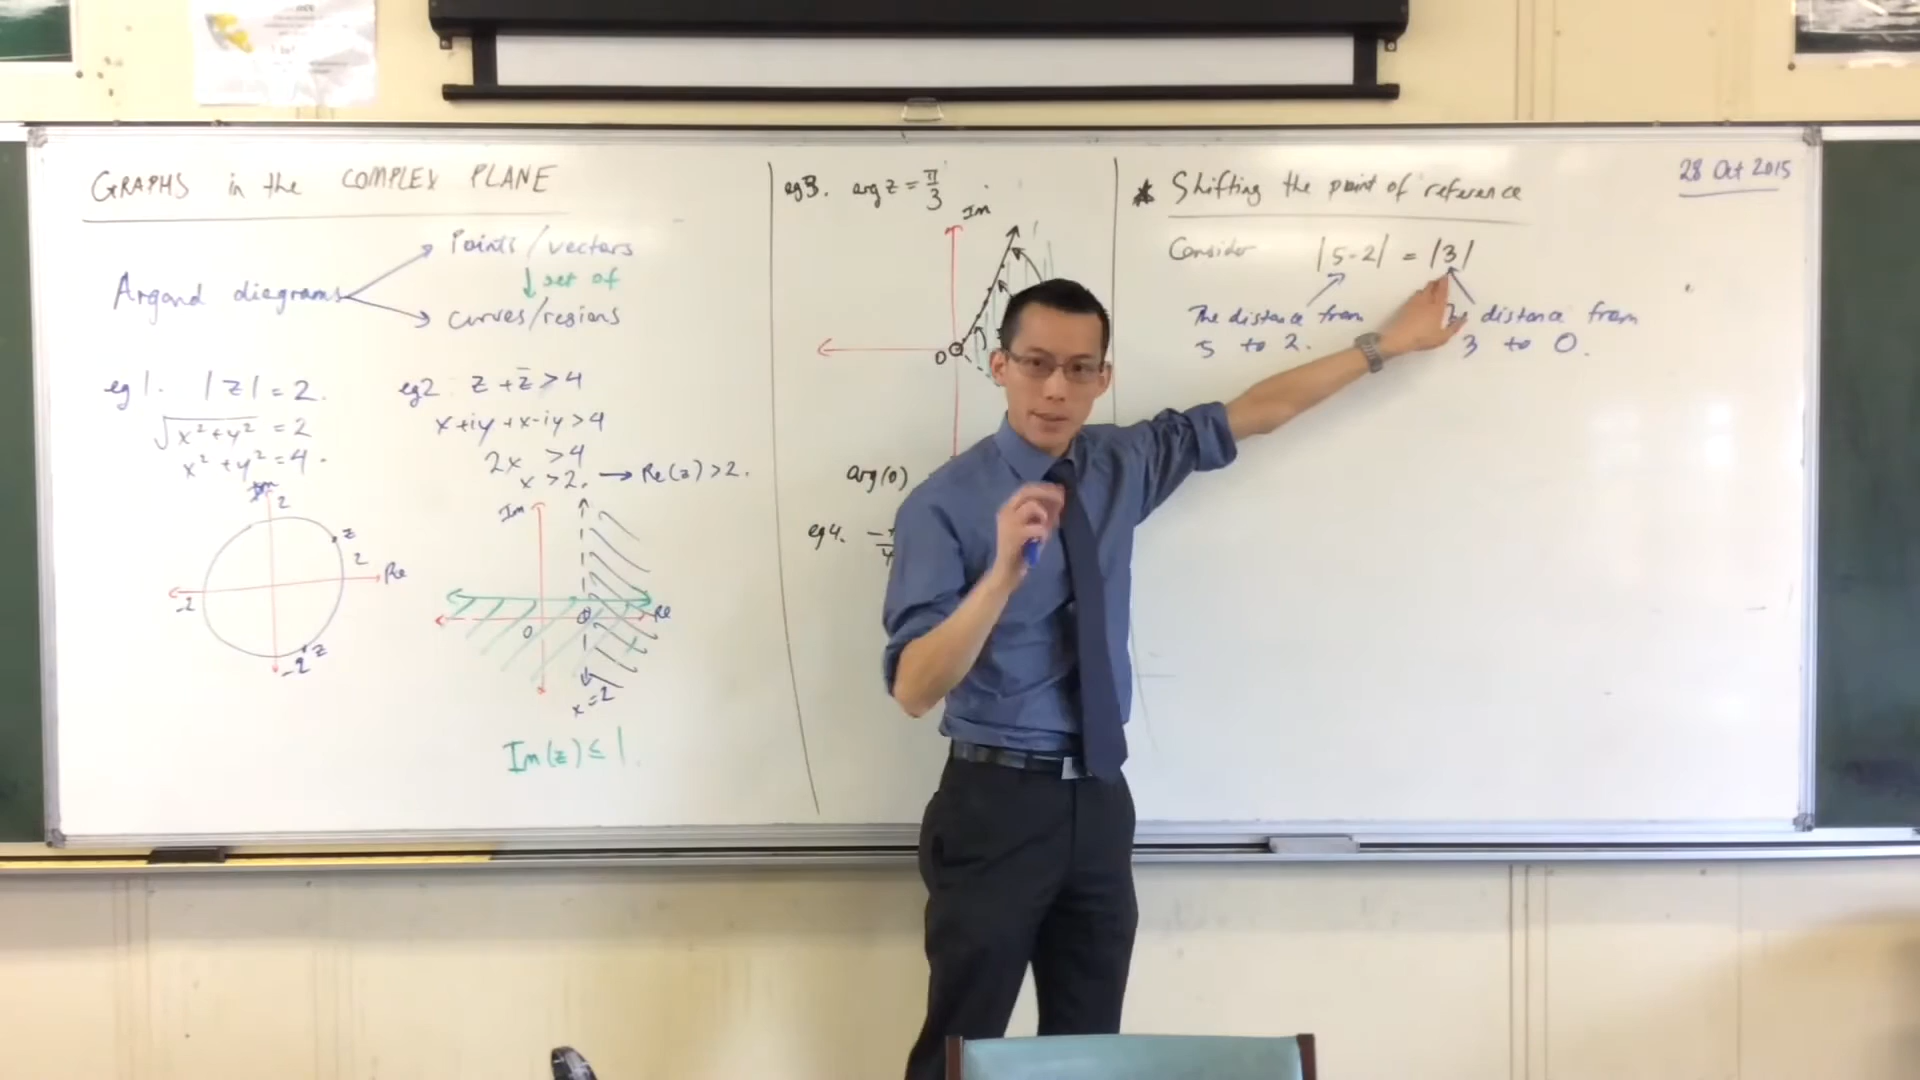 GRAPHS in the COMPLEX PLANE
Argand diagrams
Points/vectors
set of
curves/regions
eg 1. |z| = 2.
√x² + y² = 2
x² + y² = 4.
Im
2
z
2
Re
-2
-2
z
eg2. z + z̄ > 4
x + iy + x - iy > 4
2x > 4
x > 2. → Re(z) > 2.
Im
Re
0
x = 2
Im(z) ≤ 1.
eg3. arg z = π/3
Im
0
arg(0)
eg4.
* Shifting the point of reference
28 Oct 2015
Consider |5-2| = |3|
The distance from
5 to 2.
distance from
3 to 0.